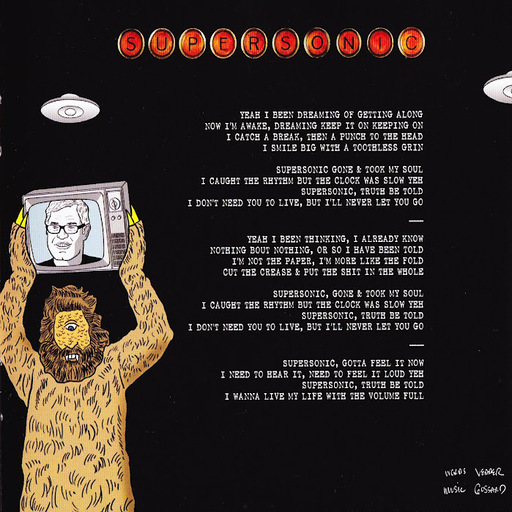 SUPERSONIC
YEAH I BEEN DREAMING OF GETTING ALONG
NOW I'M AWAKE, DREAMING KEEP IT ON KEEPING ON
I CATCH A BREAK, THEN A PUNCH TO THE HEAD
I SMILE BIG WITH A TOOTHLESS GRIN
SUPERSONIC GONE & TOOK MY SOUL
I CAUGHT THE RHYTHM BUT THE CLOCK WAS SLOW YEH
SUPERSONIC, TRUTH BE TOLD
I DON'T NEED YOU TO LIVE, BUT I'LL NEVER LET YOU GO
YEAH I BEEN THINKING, I ALREADY KNOW
NOTHING BOUT NOTHING, OR SO I HAVE BEEN TOLD
I'M NOT THE PAPER, I'M MORE LIKE THE FOLD
CUT THE CREASE & PUT THE SHIT IN THE WHOLE
SUPERSONIC, GONE & TOOK MY SOUL
I CAUGHT THE RHYTHM BUT THE CLOCK WAS SLOW YEH
SUPERSONIC, TRUTH BE TOLD
I DON'T NEED YOU TO LIVE, BUT I'LL NEVER LET YOU GO
SUPERSONIC, GOTTA FEEL IT NOW
I NEED TO HEAR IT, NEED TO FEEL IT LOUD YEH
SUPERSONIC, TRUTH BE TOLD
I WANNA LIVE MY LIFE WITH THE VOLUME FULL
WORDS VEDDER
MUSIC GOSSARD